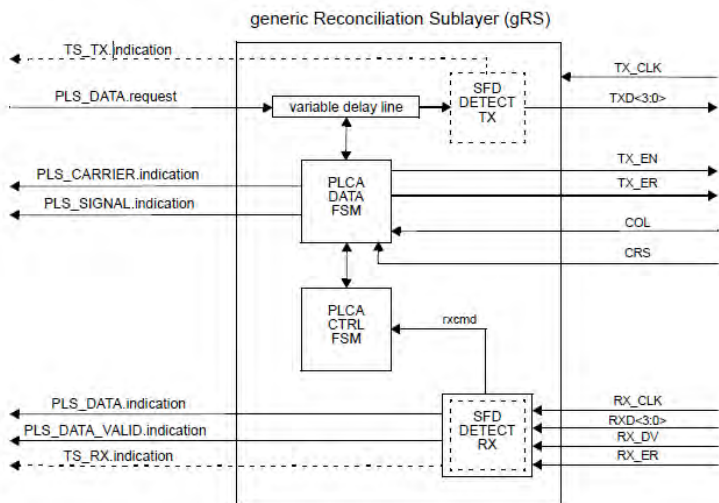 generic Reconciliation Sublayer (gRS)
TS_TX.indication
TX_CLK
PLS_DATA.request
variable delay line
SFD
DETECT
TX
TXD<3:0>
PLS_CARRIER.indication
PLS_SIGNAL.indication
PLCA
DATA
FSM
TX_EN
TX_ER
COL
CRS
PLCA
CTRL
FSM
rxcmd
PLS_DATA.indication
PLS_DATA_VALID.indication
TS_RX.indication
SFD
DETECT
RX
RX_CLK
RXD<3:0>
RX_DV
RX_ER